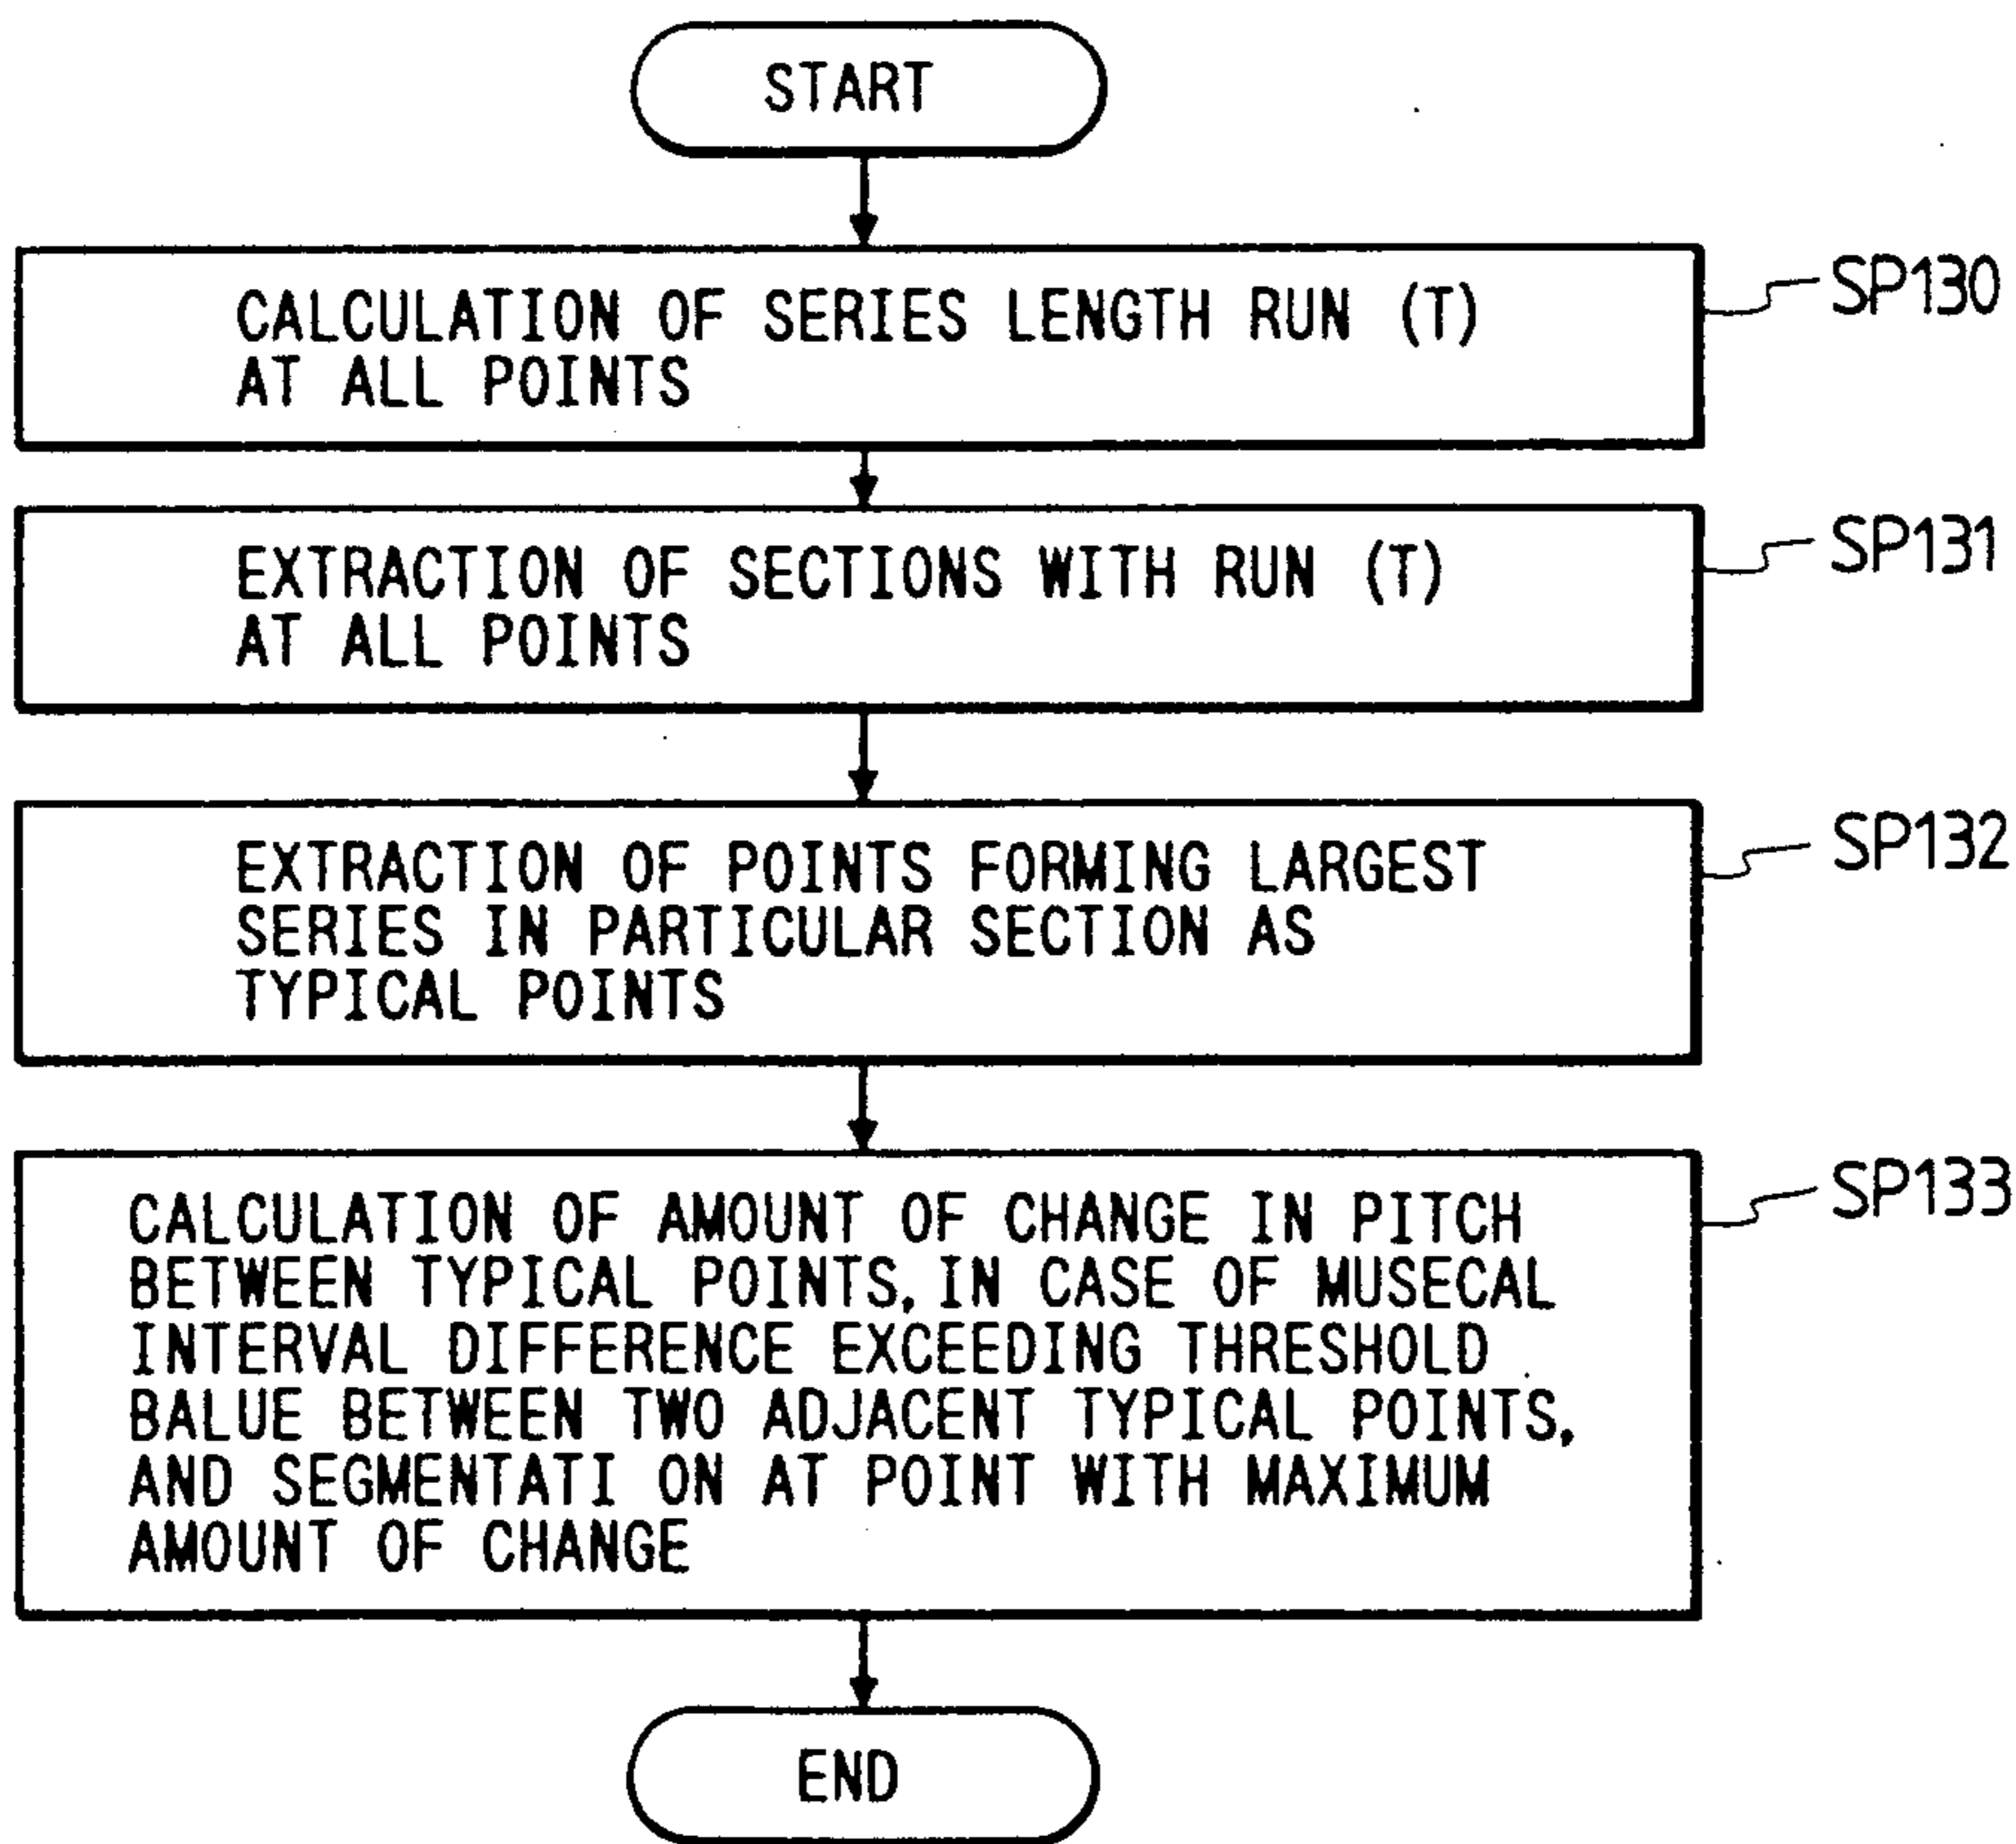 START
CALCULATION OF SERIES LENGTH RUN (T)
AT ALL POINTS
SP130
EXTRACTION OF SECTIONS WITH RUN (T)
AT ALL POINTS
SP131
EXTRACTION OF POINTS FORMING LARGEST
SERIES IN PARTICULAR SECTION AS
TYPICAL POINTS
SP132
CALCULATION OF AMOUNT OF CHANGE IN PITCH
BETWEEN TYPICAL POINTS, IN CASE OF MUSECAL
INTERVAL DIFFERENCE EXCEEDING THRESHOLD
BALUE BETWEEN TWO ADJACENT TYPICAL POINTS,
AND SEGMENTATI ON AT POINT WITH MAXIMUM
AMOUNT OF CHANGE
SP133
END